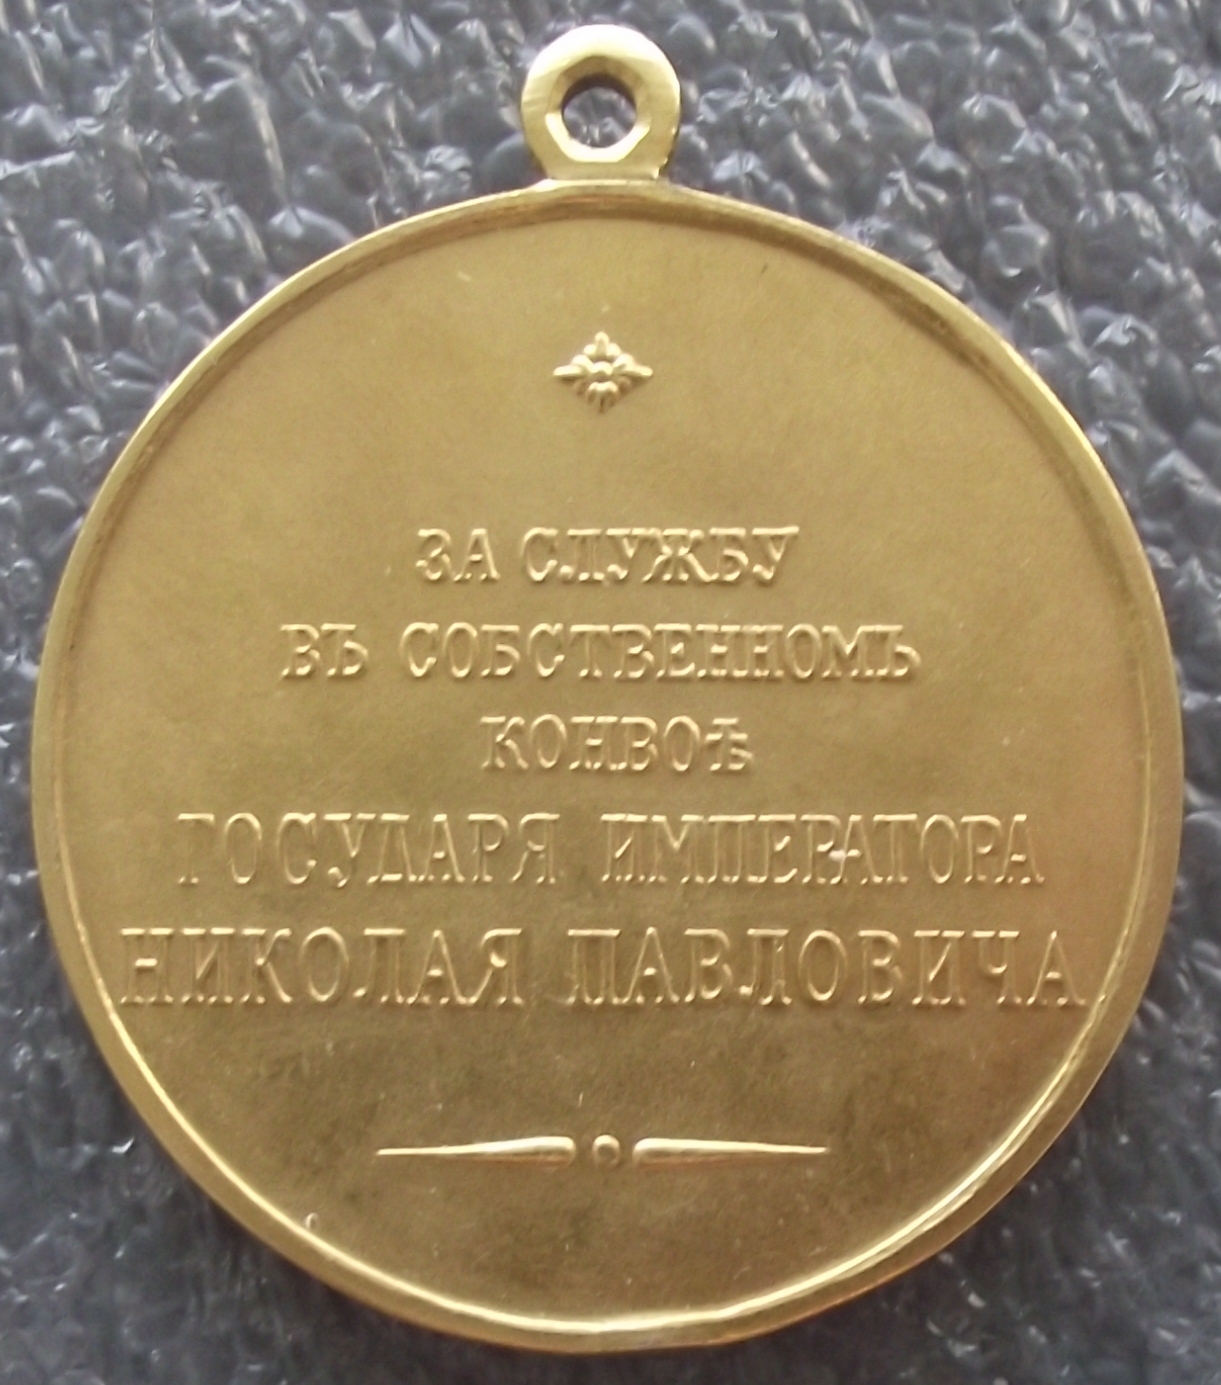 ЗА СЛУЖБУ
ВЪ СОБСТВЕННОМЪ
КОНВОѢ
ГОСУДАРЯ ИМПЕРАТОРА
НИКОЛАЯ ПАВЛОВИЧА